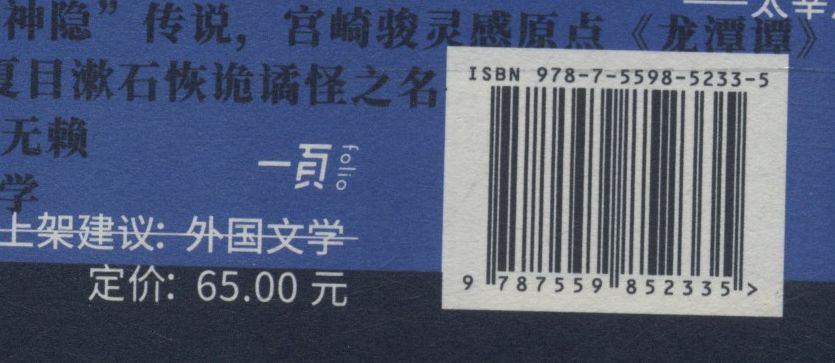 ——太宰
神隐”传说，宫崎骏灵感原点《龙潭谭》
夏目漱石恢诡谲怪之名
无赖
学
一頁 folio
上架建议：外国文学
定价：65.00 元
ISBN 978-7-5598-5233-5
9 787559 852335 >